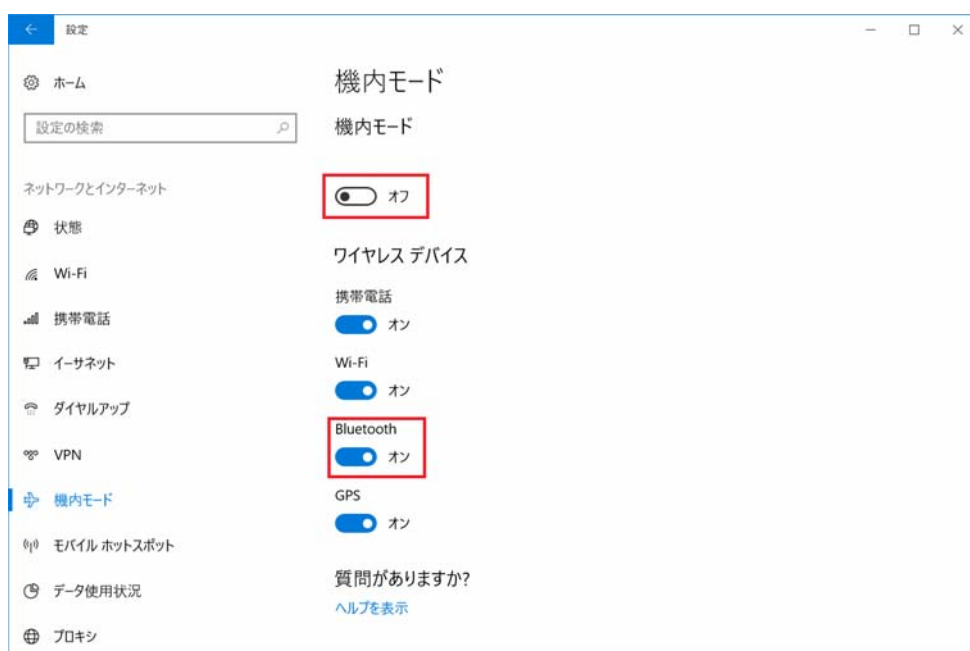 設定
ホーム
設定の検索
ネットワークとインターネット
状態
Wi-Fi
携帯電話
イーサネット
ダイヤルアップ
VPN
機内モード
モバイル ホットスポット
データ使用状況
プロキシ
機内モード
機内モード
オフ
ワイヤレス デバイス
携帯電話
オン
Wi-Fi
オン
Bluetooth
オン
GPS
オン
質問がありますか?
ヘルプを表示